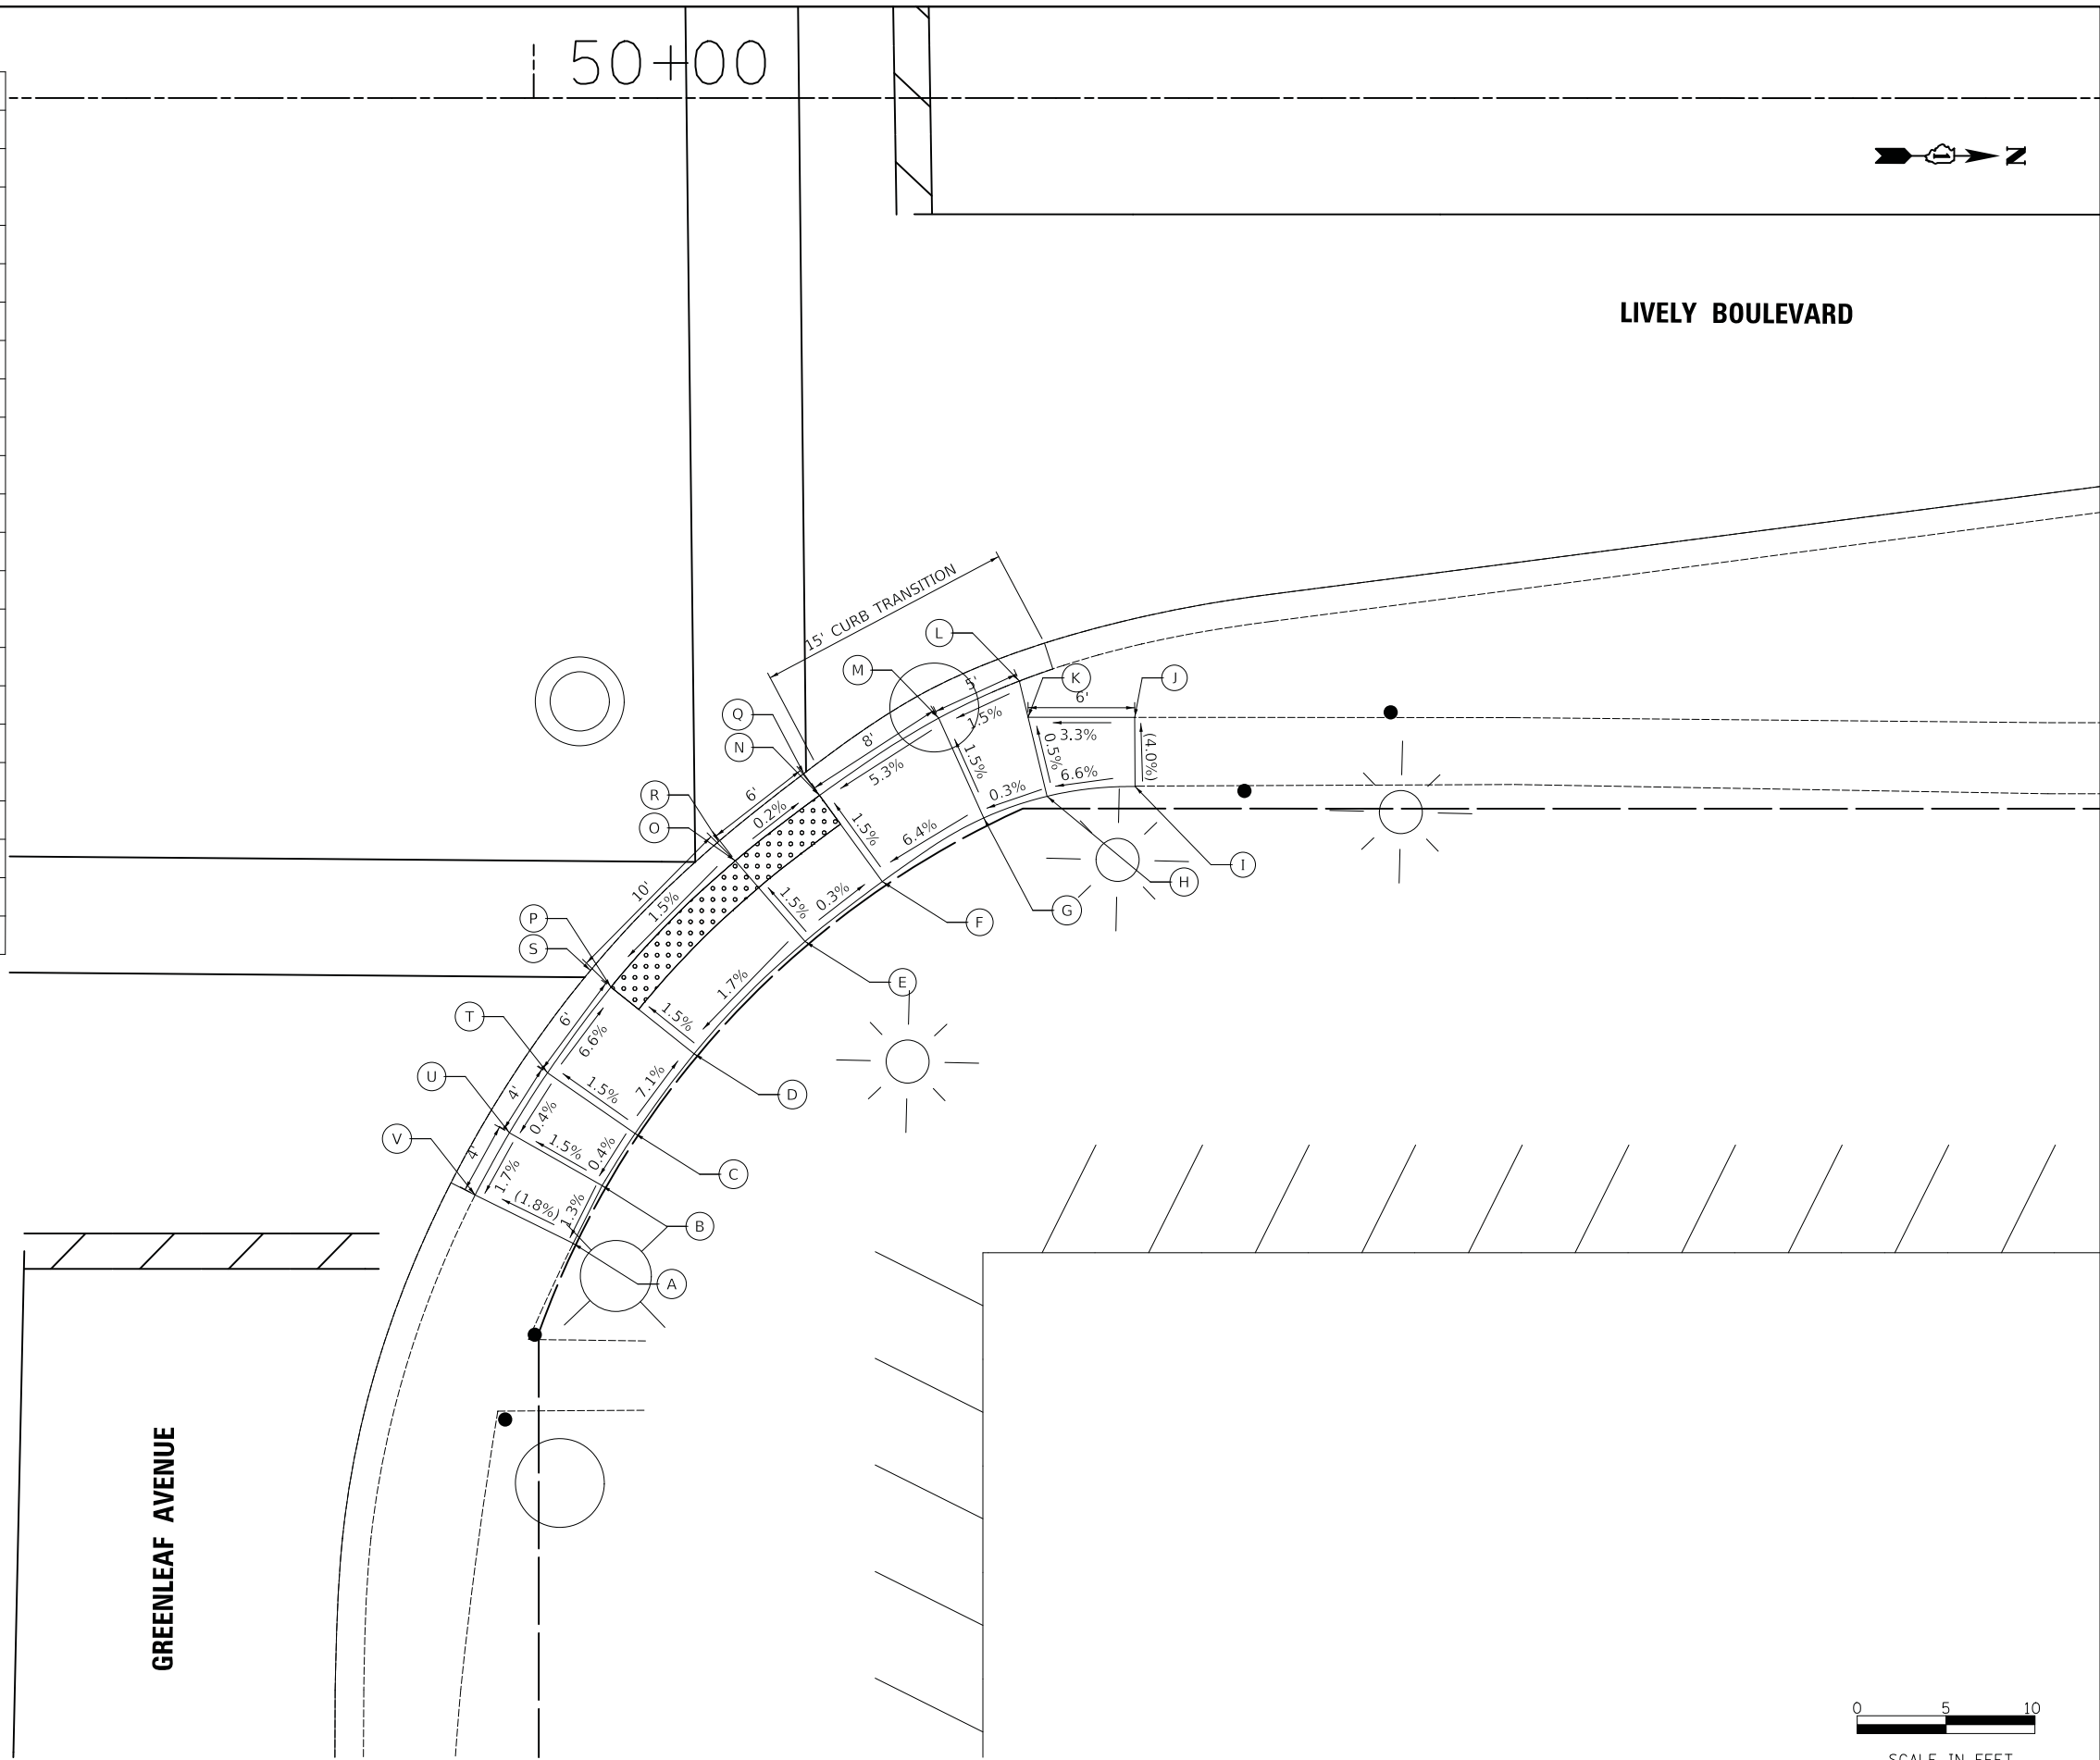 50+00
N
LIVELY BOULEVARD
15' CURB TRANSITION
L
M
K
J
5'
6'
1.5%
3.3%
(4.0%)
0.5%
6.6%
Q
N
8'
5.3%
1.5%
0.3%
R
O
6'
0.2%
1.5%
6.4%
I
H
G
F
10'
1.5%
1.5%
0.3%
P
S
E
1.7%
1.5%
T
6'
6.6%
D
U
4'
1.5%
7.1%
0.4%
V
4'
1.5%
0.4%
C
1.7%
(1.8%)
1.3%
B
A
GREENLEAF AVENUE
0 5 10
SCALE IN FEET